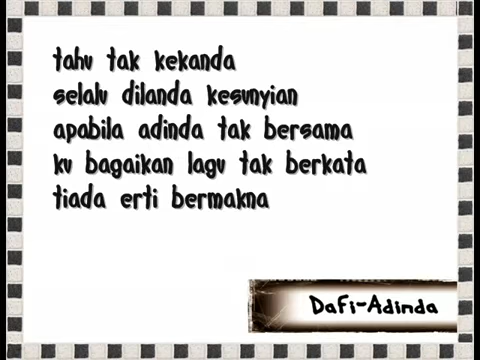 tahu tak kekanda
selalu dilanda kesunyian
apabila adinda tak bersama
ku bagaikan lagu tak berkata
tiada erti bermakna
Dafi-Adinda